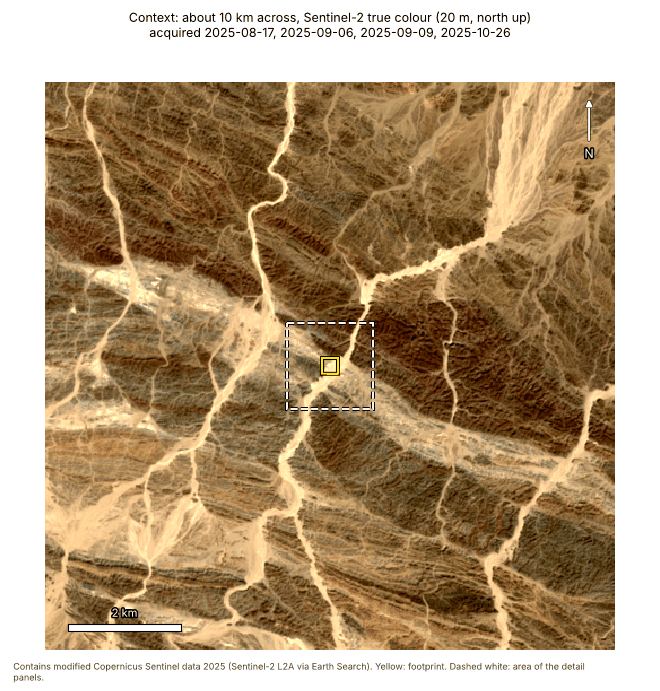 Context: about 10 km across, Sentinel-2 true colour (20 m, north up)
acquired 2025-08-17, 2025-09-06, 2025-09-09, 2025-10-26
N
2 km
Contains modified Copernicus Sentinel data 2025 (Sentinel-2 L2A via Earth Search). Yellow: footprint. Dashed white: area of the detail
panels.